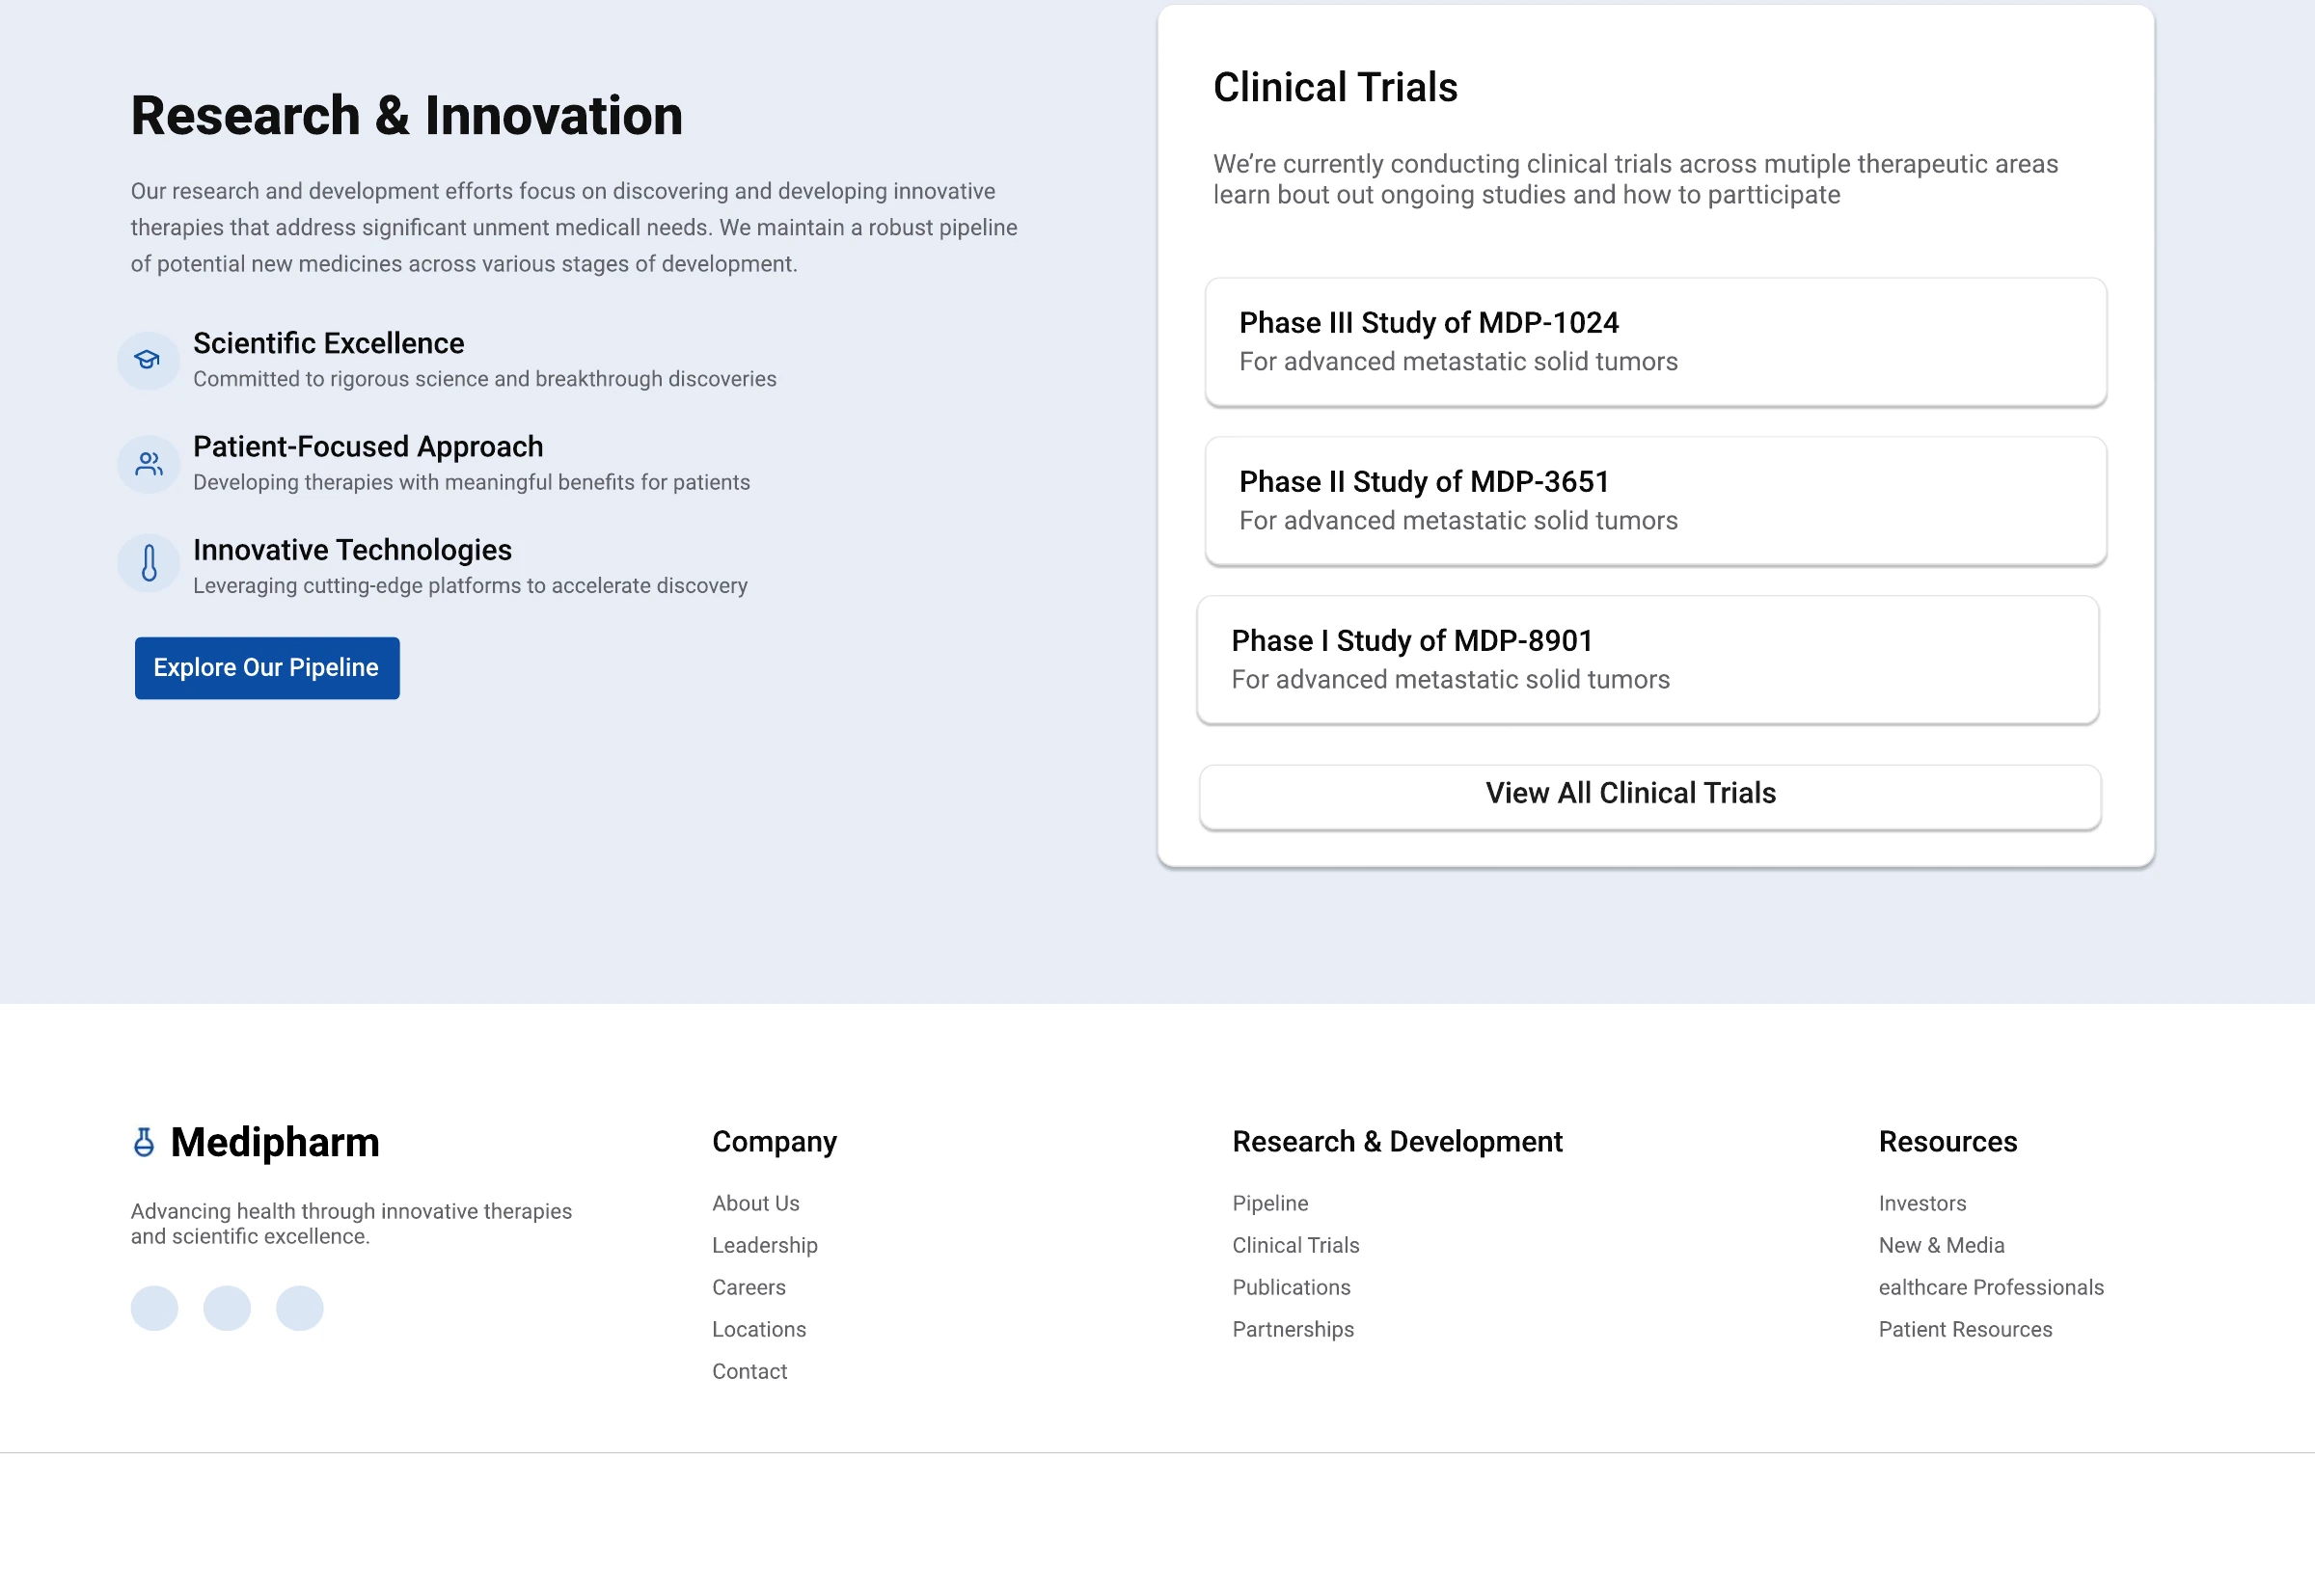 Research & Innovation
Our research and development efforts focus on discovering and developing innovative
therapies that address significant unment medicall needs. We maintain a robust pipeline
of potential new medicines across various stages of development.
Scientific Excellence
Committed to rigorous science and breakthrough discoveries
Patient-Focused Approach
Developing therapies with meaningful benefits for patients
Innovative Technologies
Leveraging cutting-edge platforms to accelerate discovery
Explore Our Pipeline
Clinical Trials
We’re currently conducting clinical trials across mutiple therapeutic areas
learn bout out ongoing studies and how to partticipate
Phase III Study of MDP-1024
For advanced metastatic solid tumors
Phase II Study of MDP-3651
For advanced metastatic solid tumors
Phase I Study of MDP-8901
For advanced metastatic solid tumors
View All Clinical Trials
Medipharm
Advancing health through innovative therapies
and scientific excellence.
Company
About Us
Leadership
Careers
Locations
Contact
Research & Development
Pipeline
Clinical Trials
Publications
Partnerships
Resources
Investors
New & Media
ealthcare Professionals
Patient Resources